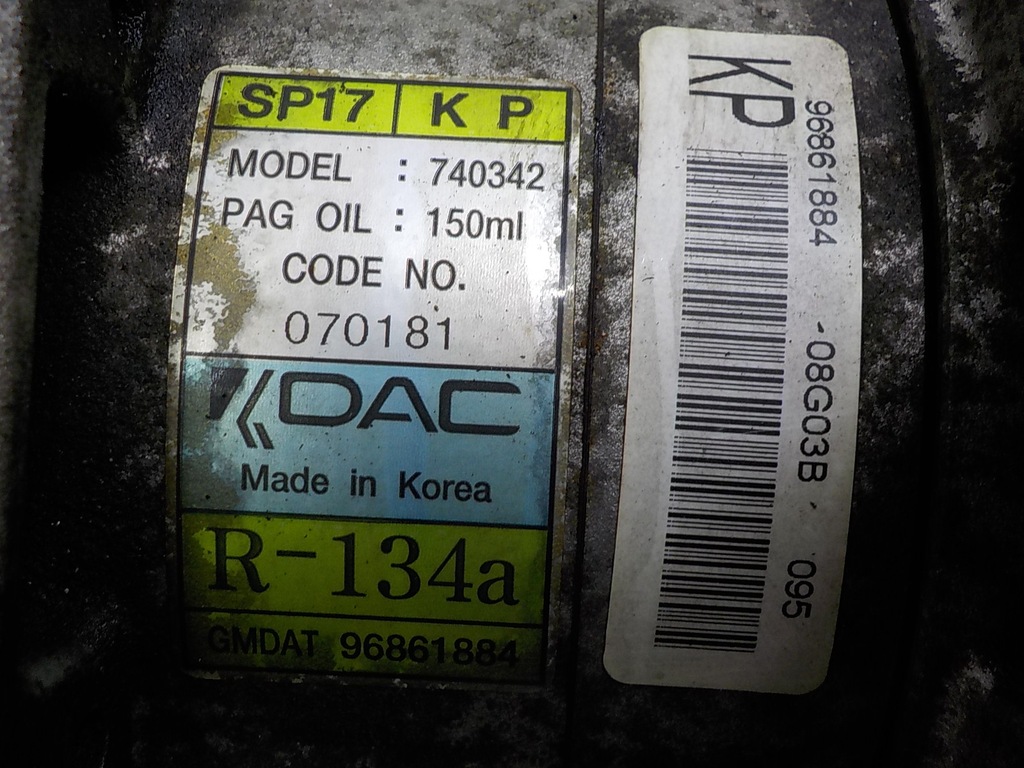 SP17 K P
MODEL : 740342
PAG OIL : 150ml
CODE NO.
070181
DAC
Made in Korea
R-134a
GMDAT 96861884
KP
96861884 -08G03B- 095